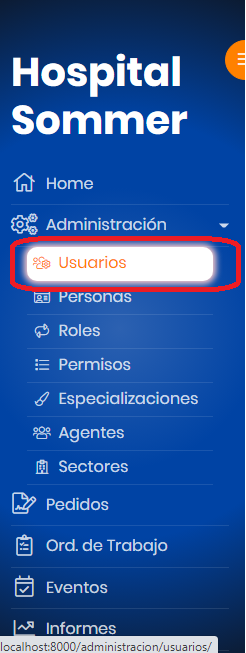 Hospital
Sommer
Home
Administración
Usuarios
Personas
Roles
Permisos
Especializaciones
Agentes
Sectores
Pedidos
Ord. de Trabajo
Eventos
Informes
localhost:8000/administracion/usuarios/